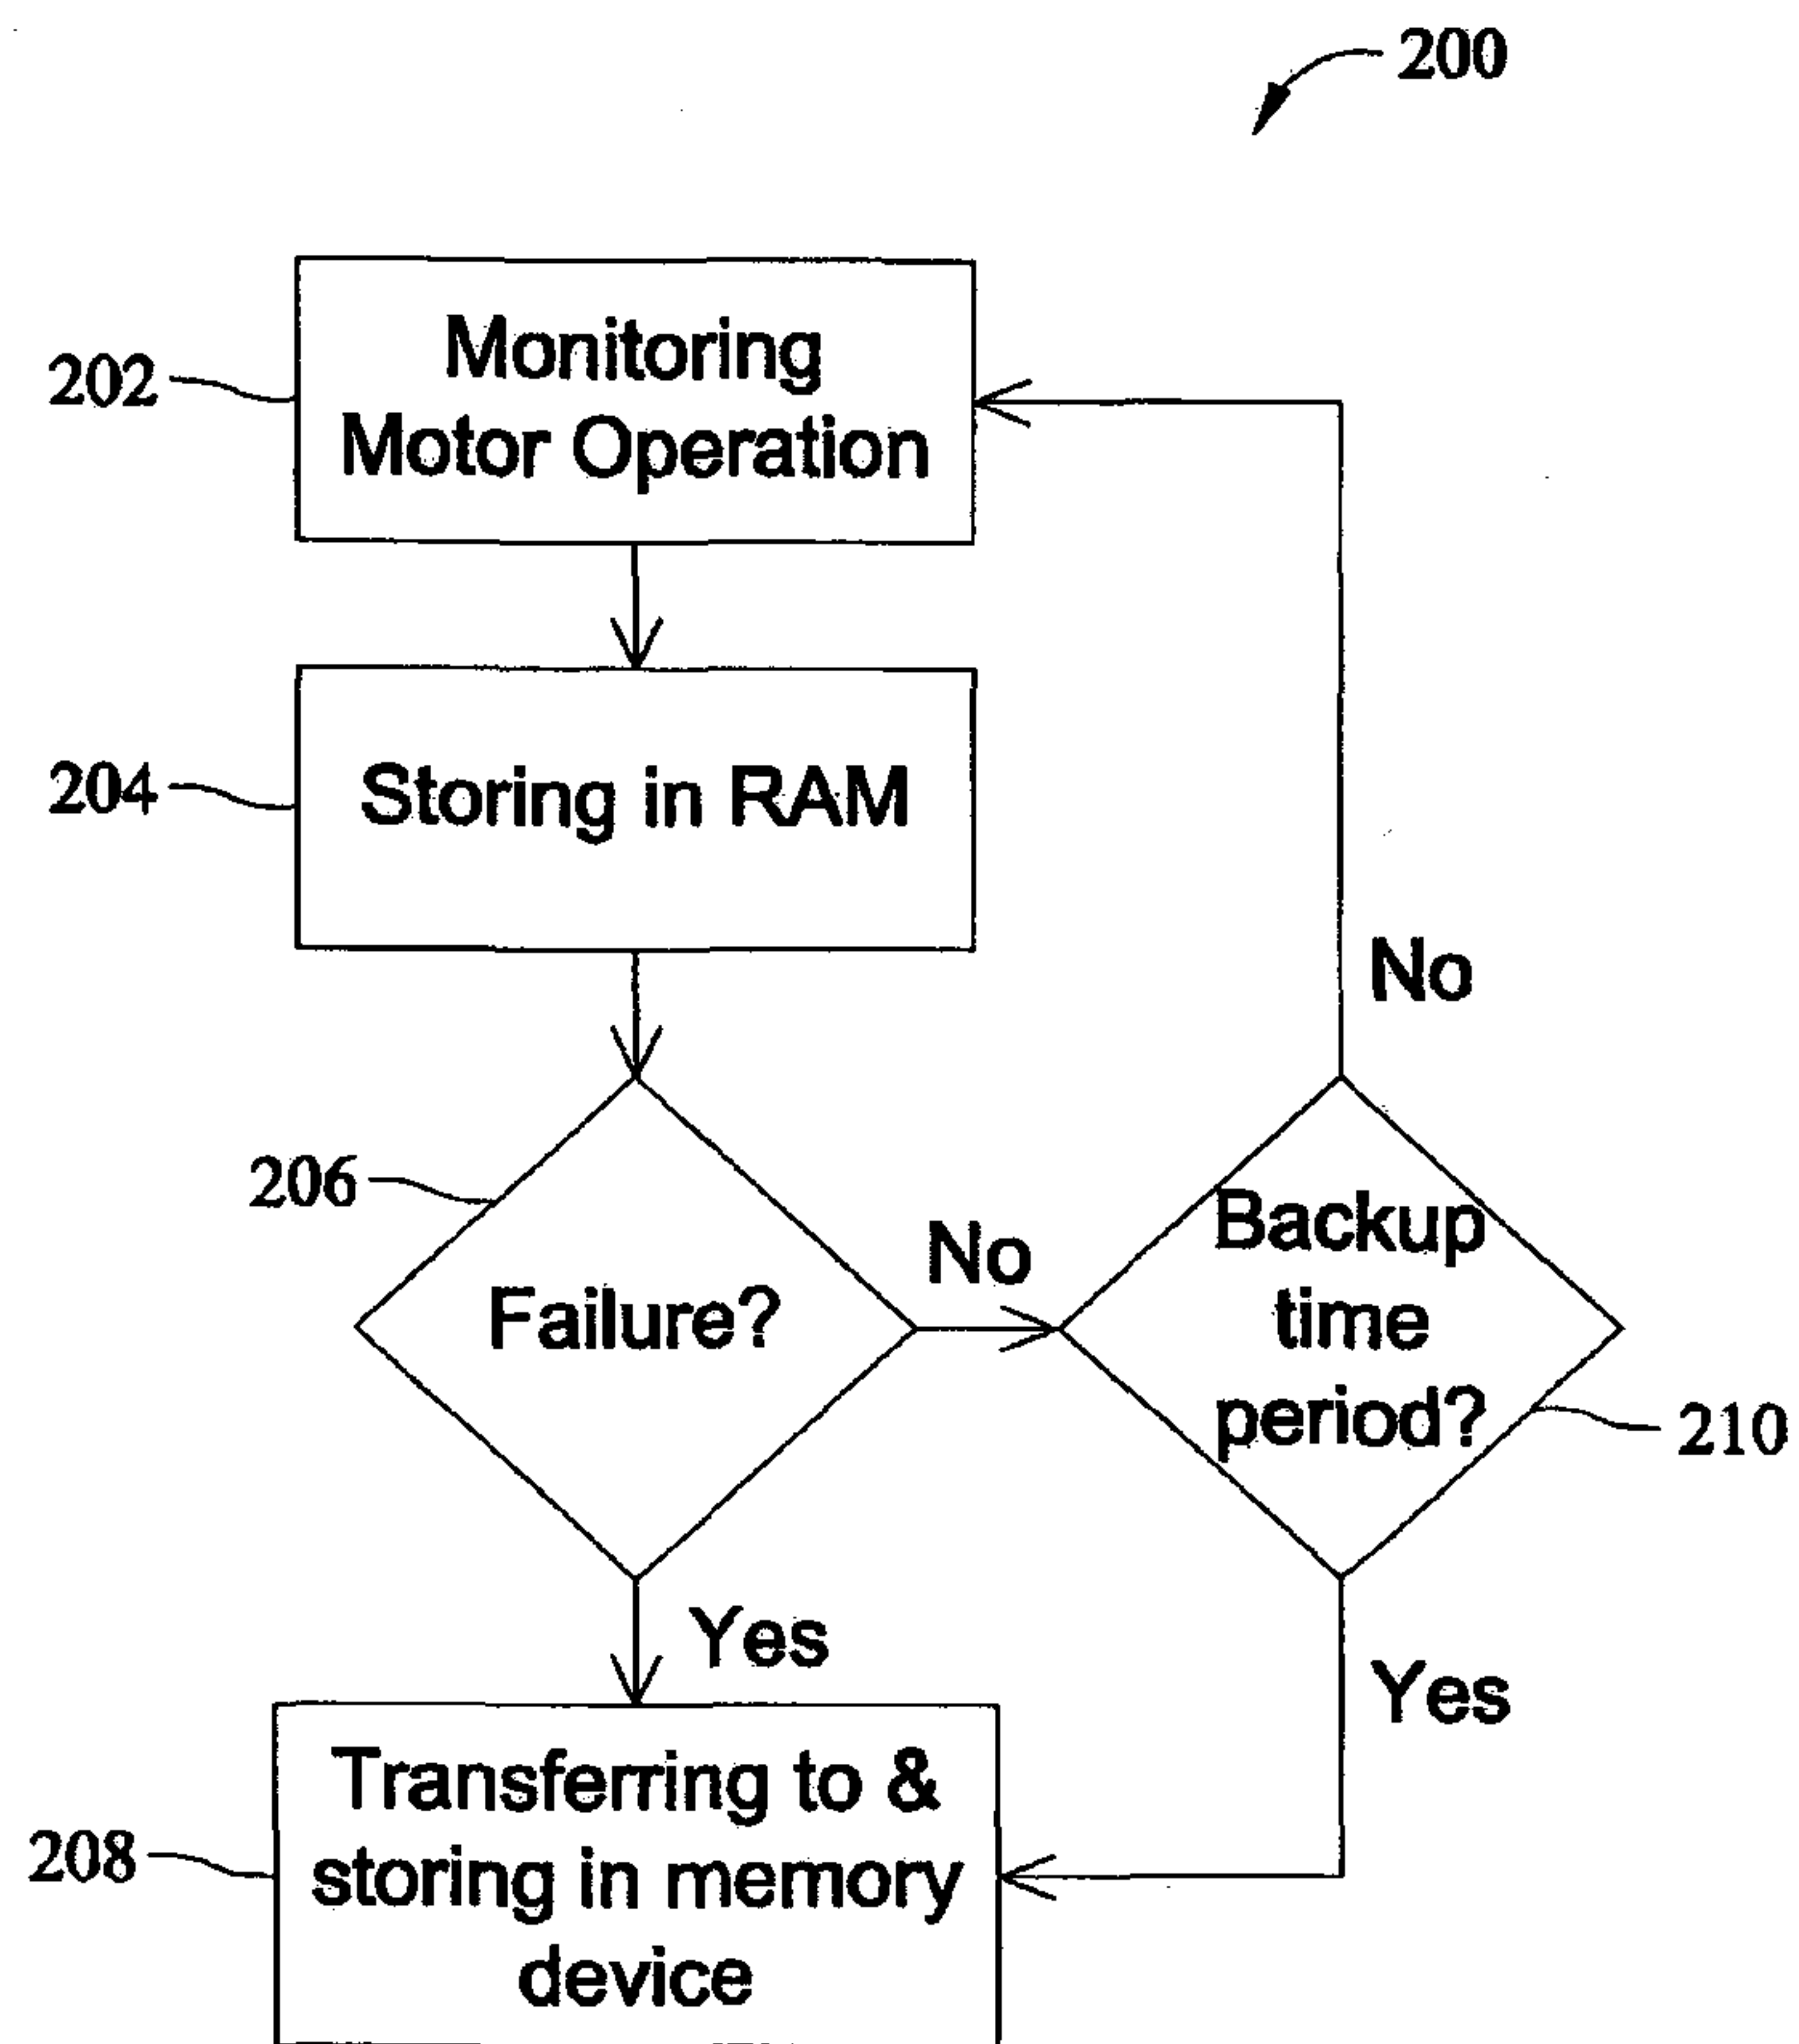 200
202
Monitoring
Motor Operation
204
Storing in RAM
No
206
Failure?
No
Backup
time
period?
210
Yes
Yes
208
Transferring to &
storing in memory
device